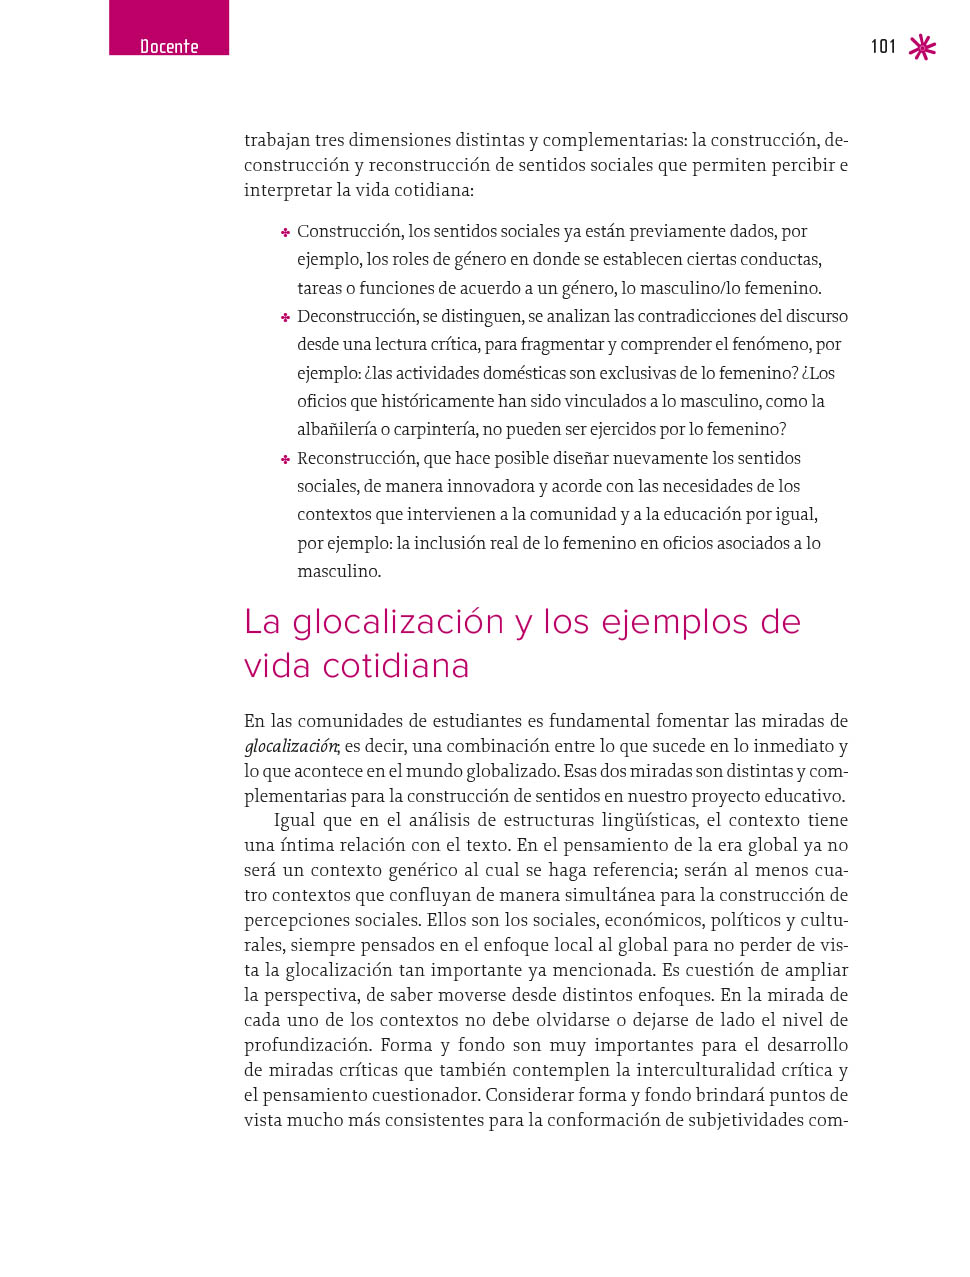 Docente
101
trabajan tres dimensiones distintas y complementarias: la construcción, de-
construcción y reconstrucción de sentidos sociales que permiten percibir e
interpretar la vida cotidiana:
✤ Construcción, los sentidos sociales ya están previamente dados, por
ejemplo, los roles de género en donde se establecen ciertas conductas,
tareas o funciones de acuerdo a un género, lo masculino/lo femenino.
✤ Deconstrucción, se distinguen, se analizan las contradicciones del discurso
desde una lectura crítica, para fragmentar y comprender el fenómeno, por
ejemplo: ¿las actividades domésticas son exclusivas de lo femenino? ¿Los
oficios que históricamente han sido vinculados a lo masculino, como la
albañilería o carpintería, no pueden ser ejercidos por lo femenino?
✤ Reconstrucción, que hace posible diseñar nuevamente los sentidos
sociales, de manera innovadora y acorde con las necesidades de los
contextos que intervienen a la comunidad y a la educación por igual,
por ejemplo: la inclusión real de lo femenino en oficios asociados a lo
masculino.
La glocalización y los ejemplos de
vida cotidiana
En las comunidades de estudiantes es fundamental fomentar las miradas de
glocalización; es decir, una combinación entre lo que sucede en lo inmediato y
lo que acontece en el mundo globalizado. Esas dos miradas son distintas y com-
plementarias para la construcción de sentidos en nuestro proyecto educativo.
Igual que en el análisis de estructuras lingüísticas, el contexto tiene
una íntima relación con el texto. En el pensamiento de la era global ya no
será un contexto genérico al cual se haga referencia; serán al menos cua-
tro contextos que confluyan de manera simultánea para la construcción de
percepciones sociales. Ellos son los sociales, económicos, políticos y cultu-
rales, siempre pensados en el enfoque local al global para no perder de vis-
ta la glocalización tan importante ya mencionada. Es cuestión de ampliar
la perspectiva, de saber moverse desde distintos enfoques. En la mirada de
cada uno de los contextos no debe olvidarse o dejarse de lado el nivel de
profundización. Forma y fondo son muy importantes para el desarrollo
de miradas críticas que también contemplen la interculturalidad crítica y
el pensamiento cuestionador. Considerar forma y fondo brindará puntos de
vista mucho más consistentes para la conformación de subjetividades com-